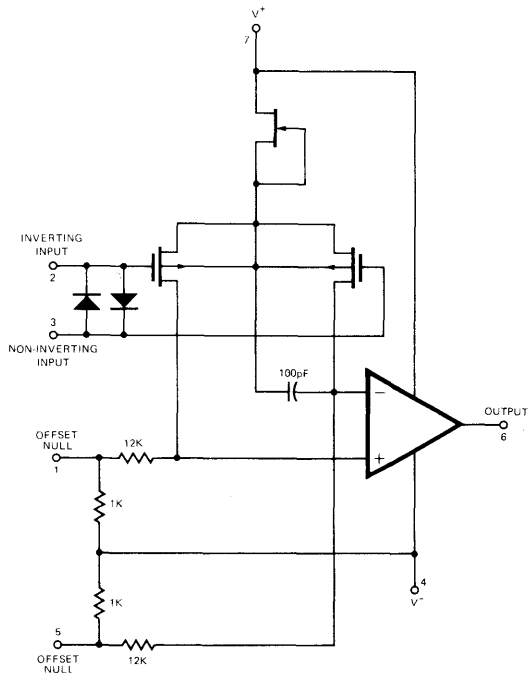 V+
7
INVERTING
INPUT
2
3
NON-INVERTING
INPUT
100pF
−
+
OUTPUT
6
OFFSET
NULL
1
12K
1K
4
V−
1K
5
12K
OFFSET
NULL